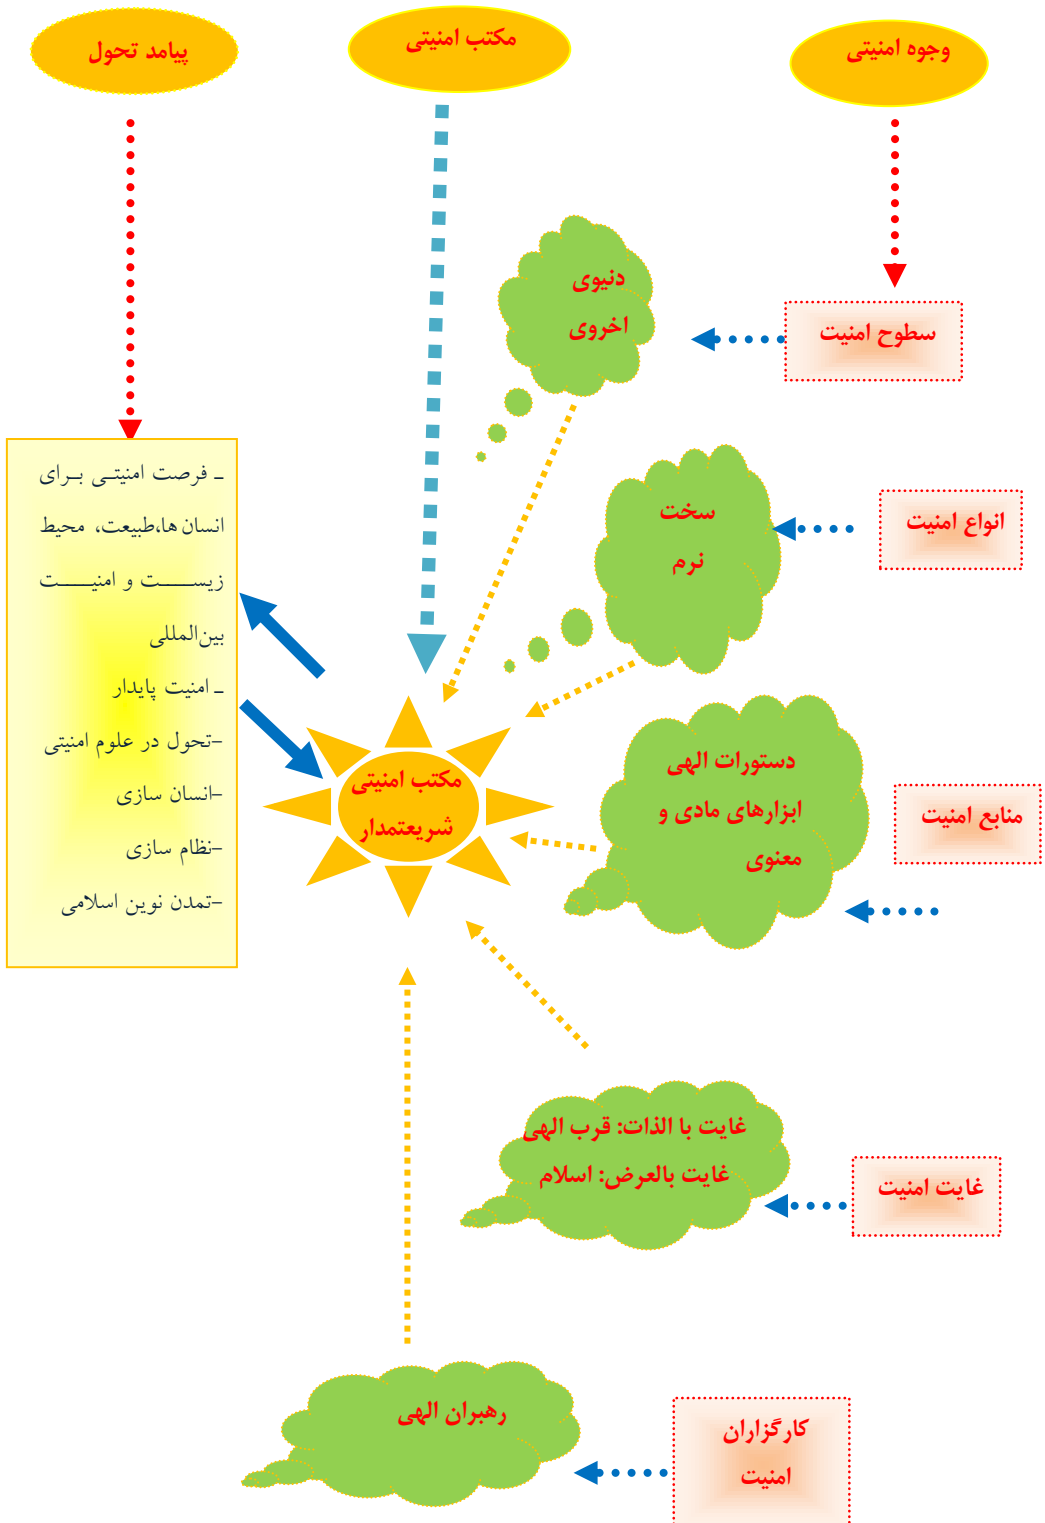 وجوه امنیتی
مکتب امنیتی
پیامد تحول
سطوح امنیت
دنیوی
اخروی
انواع امنیت
سخت
نرم
منابع امنیت
دستورات الهی
ابزارهای مادی و
معنوی
غایت امنیت
غایت با الذات: قرب الهی
غایت بالعرض: اسلام
کارگزاران
امنیت
رهبران الهی
مکتب امنیتی
شریعتمدار
ـ فرصت امنیتی برای
انسان ها،طبیعت، محیط
زیست و امنیت
بین‌المللی
ـ امنیت پایدار
-تحول در علوم امنیتی
-انسان سازی
-نظام سازی
-تمدن نوین اسلامی